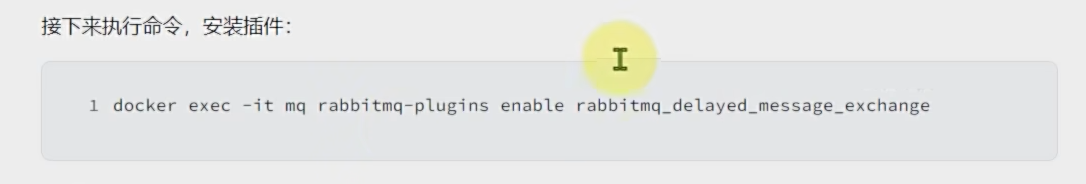 接下来执行命令，安装插件：
1 docker exec -it mq rabbitmq-plugins enable rabbitmq_delayed_message_exchange